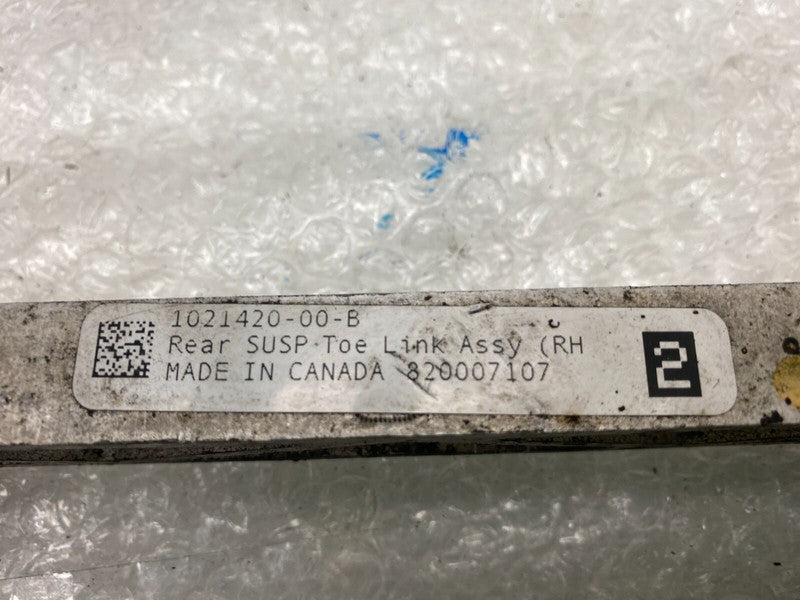 1021420-00-B
Rear SUSP Toe Link Assy (RH
MADE IN CANADA 820007107
2